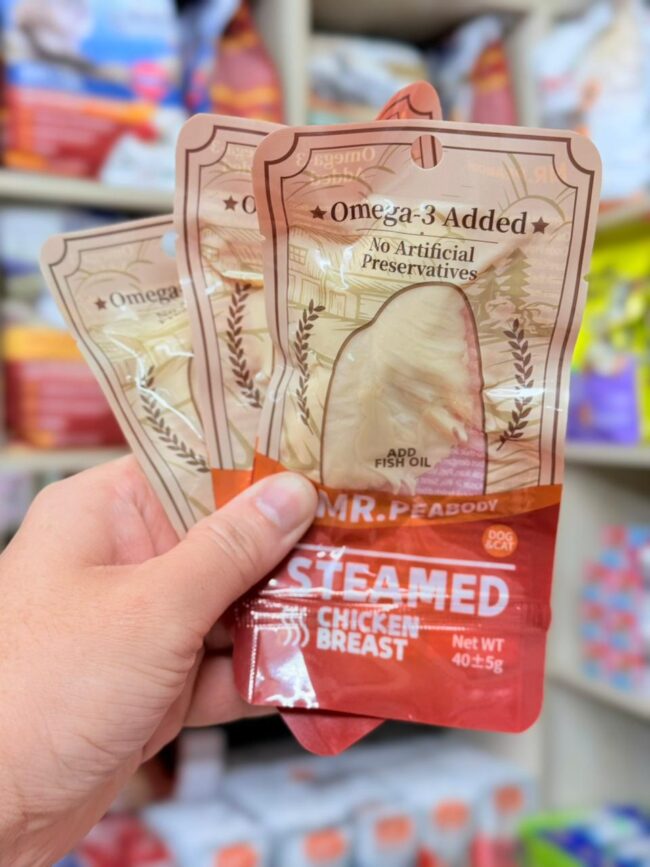 Omega-3 Added
No Artificial
Preservatives
ADD
FISH OIL
MR.PEABODY
DOG
&CAT
STEAMED
CHICKEN
BREAST
Net WT
40±5g
Omega